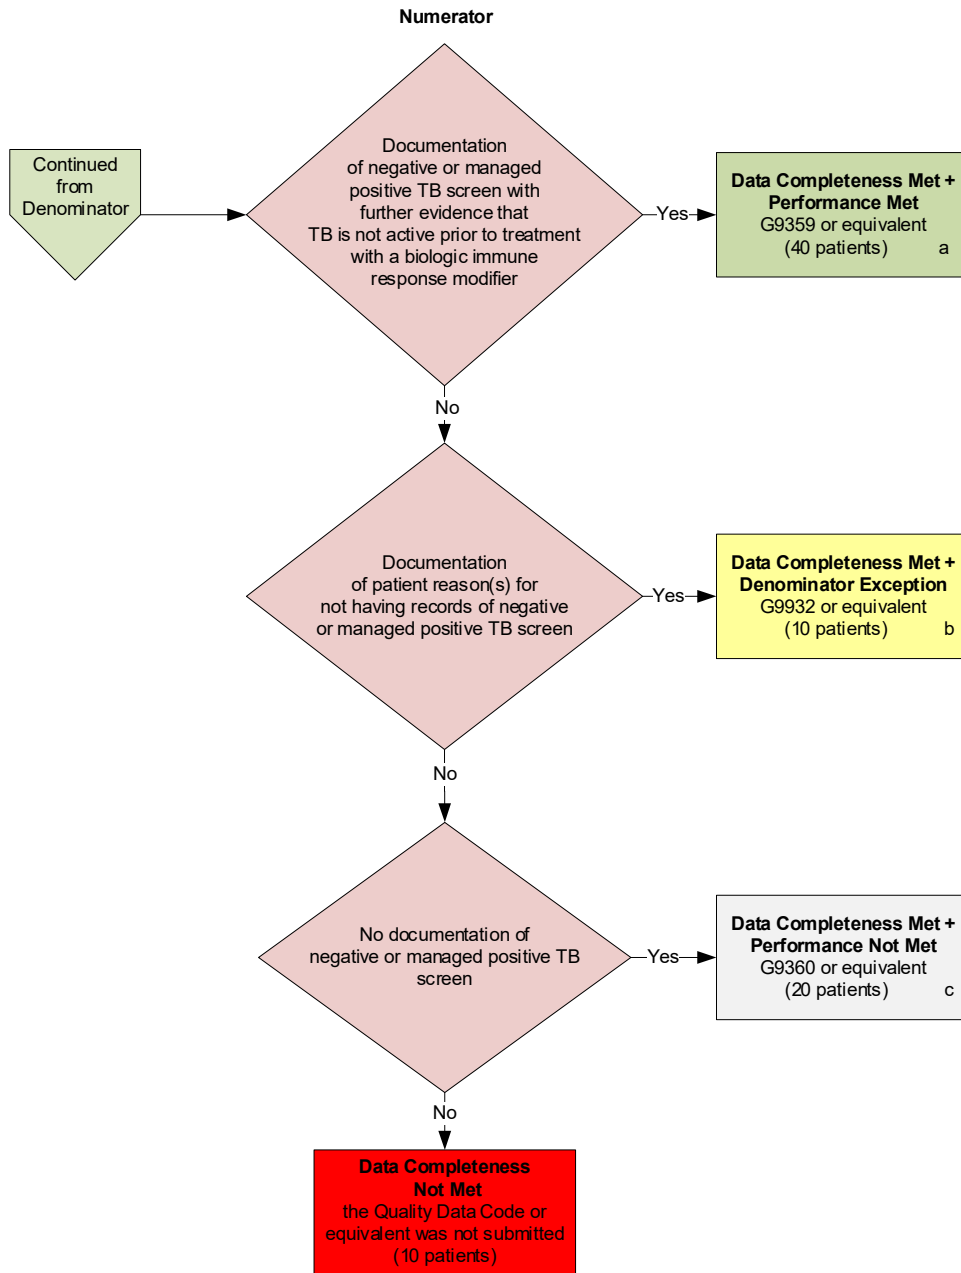 Numerator
Continued
from
Denominator
Documentation
of negative or managed
positive TB screen with
further evidence that
TB is not active prior to treatment
with a biologic immune
response modifier
Yes
Data Completeness Met +
Performance Met
G9359 or equivalent
(40 patients) a
No
Documentation
of patient reason(s) for
not having records of negative
or managed positive TB screen
Yes
Data Completeness Met +
Denominator Exception
G9932 or equivalent
(10 patients) b
No
No documentation of
negative or managed positive TB
screen
Yes
Data Completeness Met +
Performance Not Met
G9360 or equivalent
(20 patients) c
No
Data Completeness
Not Met
the Quality Data Code or
equivalent was not submitted
(10 patients)